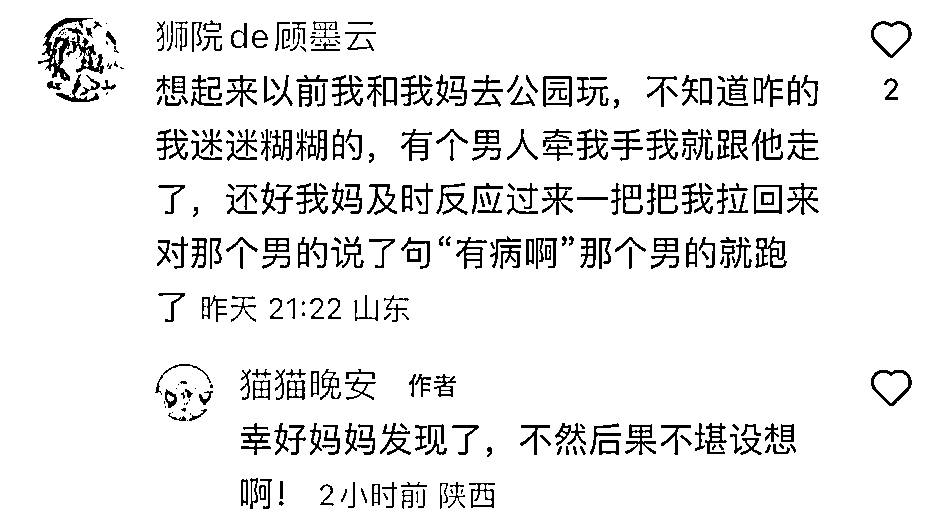 狮院de顾墨云
想起来以前我和我妈去公园玩，不知道咋的
2
我迷迷糊糊的，有个男人牵我手我就跟他走
了，还好我妈及时反应过来一把把我拉回来
对那个男的说了句“有病啊”那个男的就跑
了 昨天 21:22 山东
猫猫晚安 作者
幸好妈妈发现了，不然后果不堪设想
啊！ 2小时前 陕西